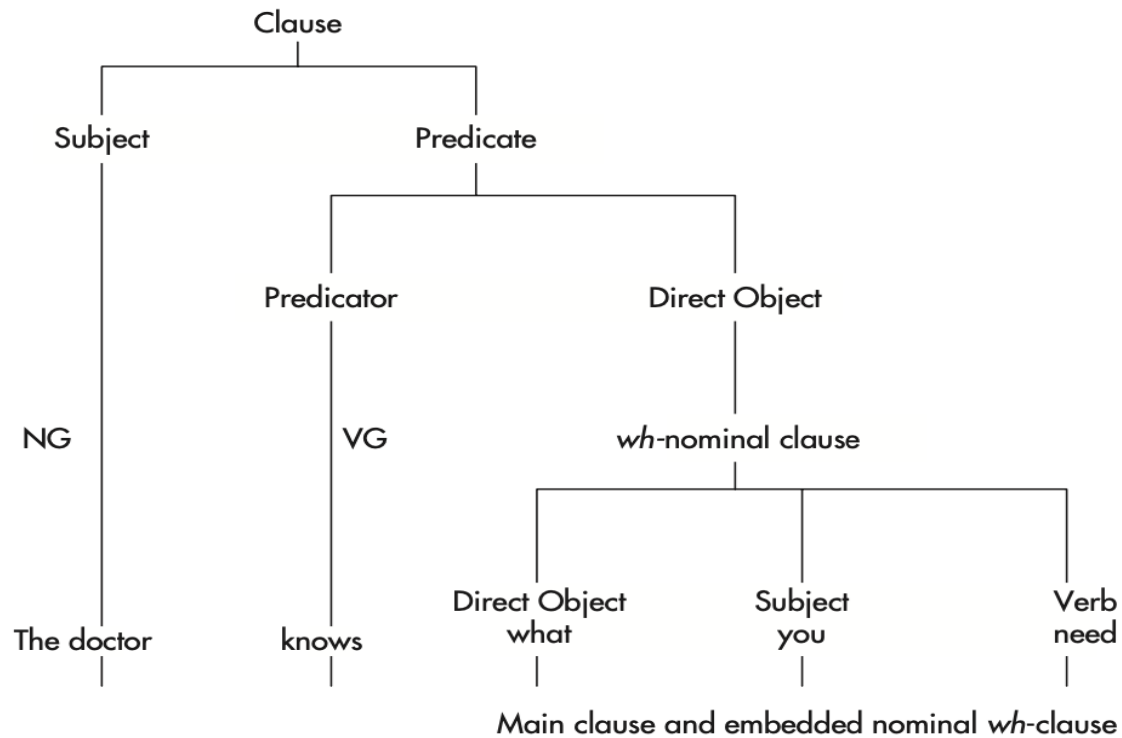 Clause
Subject Predicate
Predicator Direct Object
NG VG wh-nominal clause
Direct Object Subject Verb
The doctor knows what you need
Main clause and embedded nominal wh-clause